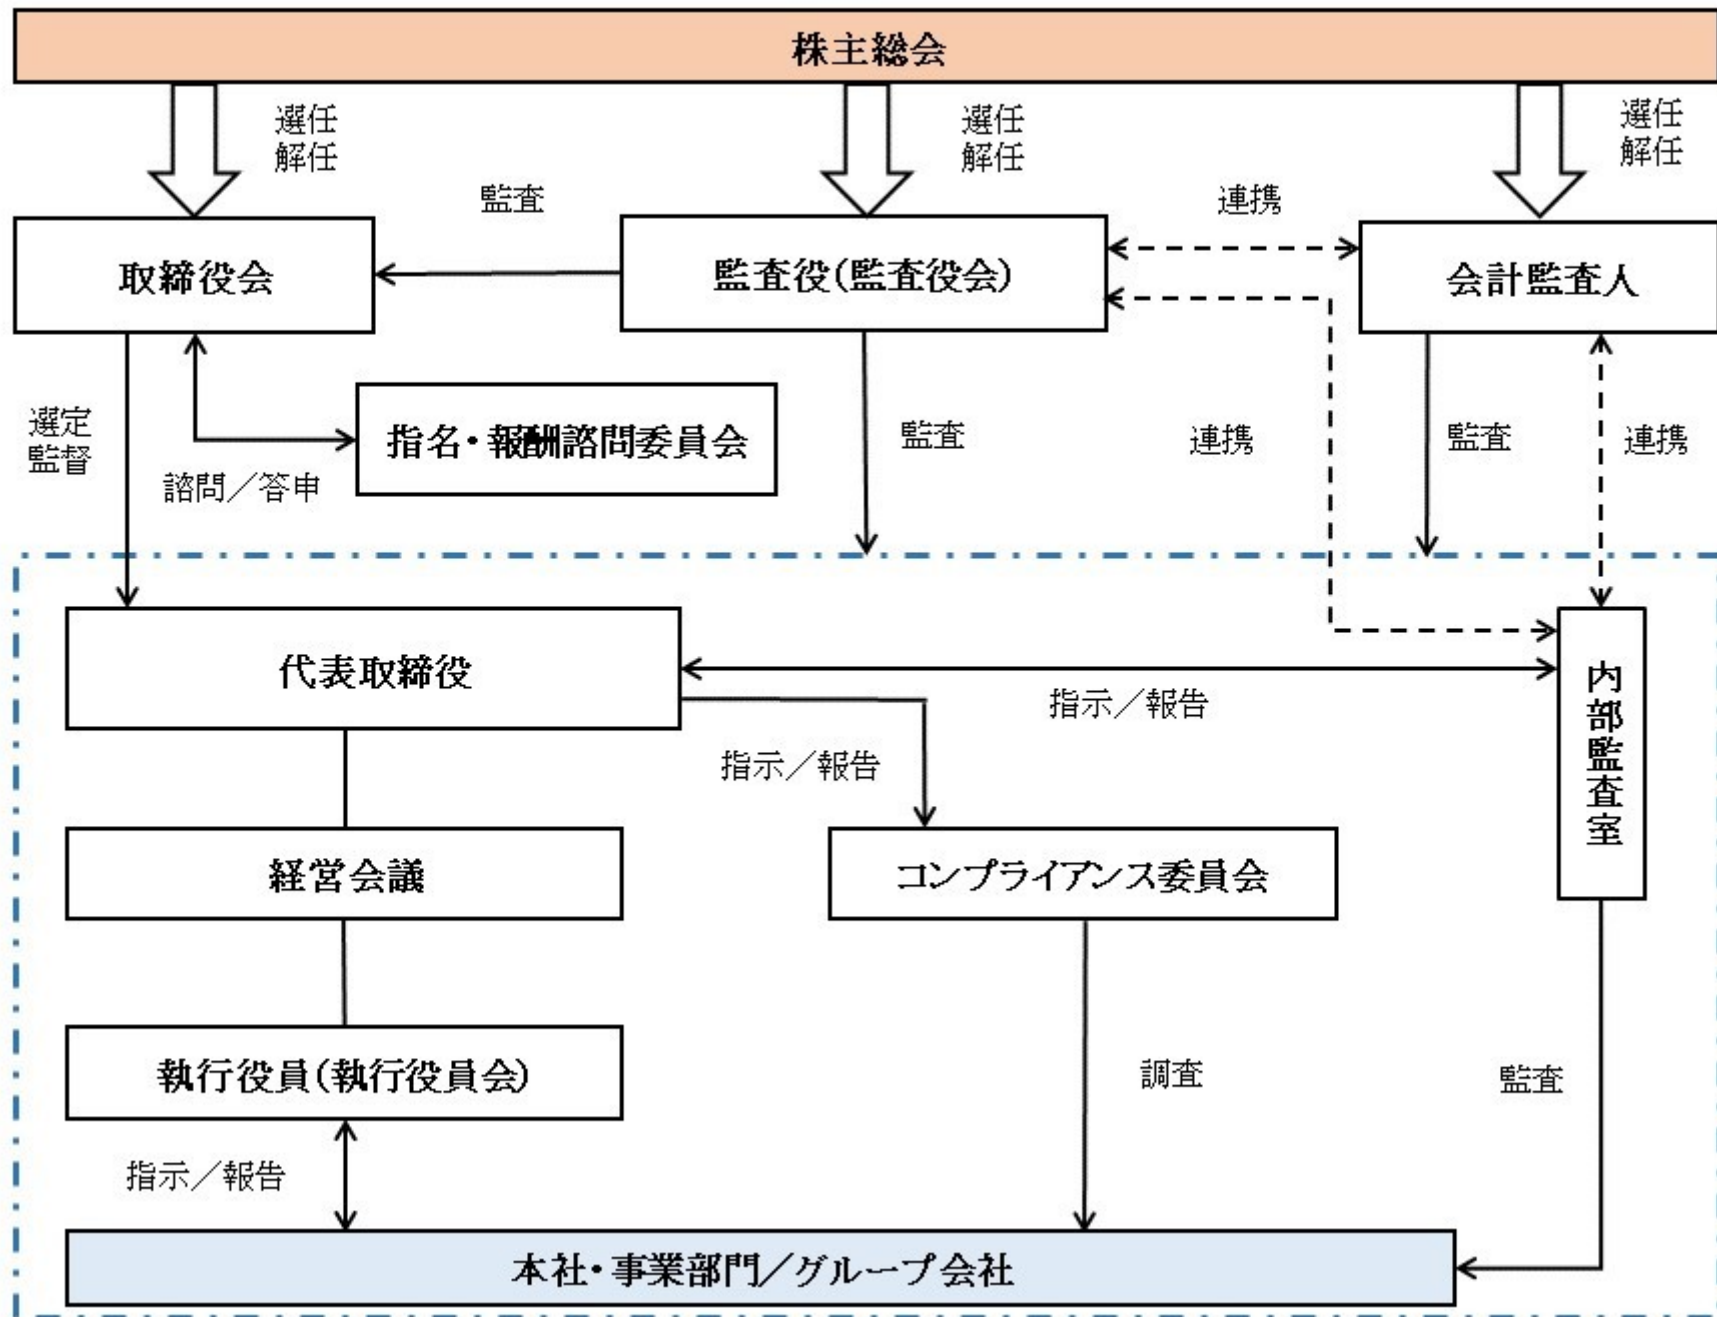 株主総会
選任
解任
選任
解任
選任
解任
監査
連携
取締役会
監査役(監査役会)
会計監査人
選定
監督
指名・報酬諮問委員会
諮問／答申
監査
連携
監査
連携
代表取締役
指示／報告
内部監査室
指示／報告
経営会議
コンプライアンス委員会
執行役員(執行役員会)
調査
監査
指示／報告
本社・事業部門／グループ会社